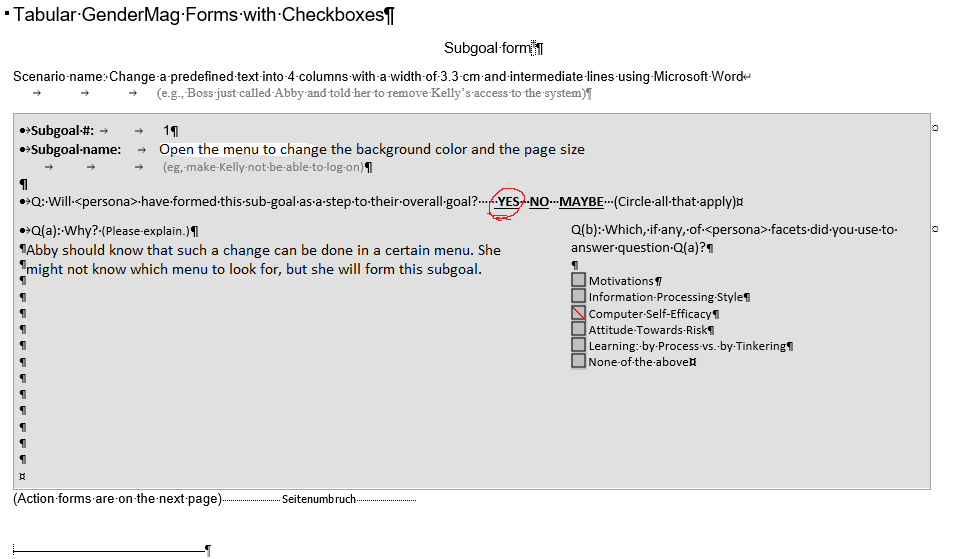 Tabular GenderMag Forms with Checkboxes¶
Subgoal form¶
Scenario name: Change a predefined text into 4 columns with a width of 3.3 cm and intermediate lines using Microsoft Word↵
→ → → (e.g., Boss just called Abby and told her to remove Kelly's access to the system)¶
•→Subgoal #: → → 1¶
•→Subgoal name: → Open the menu to change the background color and the page size
→ → → (eg, make Kelly not be able to log on)¶
¶
•→Q: Will <persona> have formed this sub-goal as a step to their overall goal? YES NO MAYBE (Circle all that apply)¤
•→Q(a): Why? (Please explain.)¶
¶Abby should know that such a change can be done in a certain menu. She
¶might not know which menu to look for, but she will form this subgoal.
¶
¶
¶
¶
¶
¶
¶
¶
¶
¶
¶
¶
¤
Q(b): Which, if any, of <persona> facets did you use to
answer question Q(a)?¶
¶
Motivations¶
Information Processing Style¶
Computer Self-Efficacy¶
Attitude Towards Risk¶
Learning: by Process vs. by Tinkering¶
None of the above¤
(Action forms are on the next page) Seitenumbruch
¶